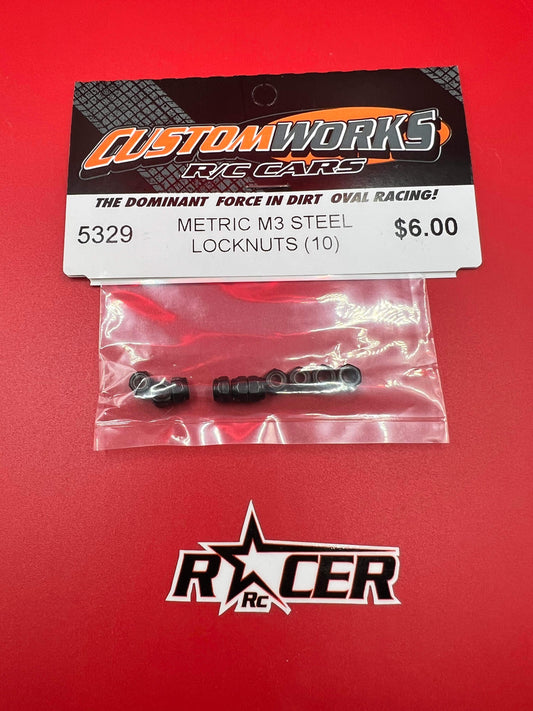 CUSTOMWORKS
R/C CARS
THE DOMINANT FORCE IN DIRT OVAL RACING!
5329 METRIC M3 STEEL LOCKNUTS (10) $6.00
RACER
RC